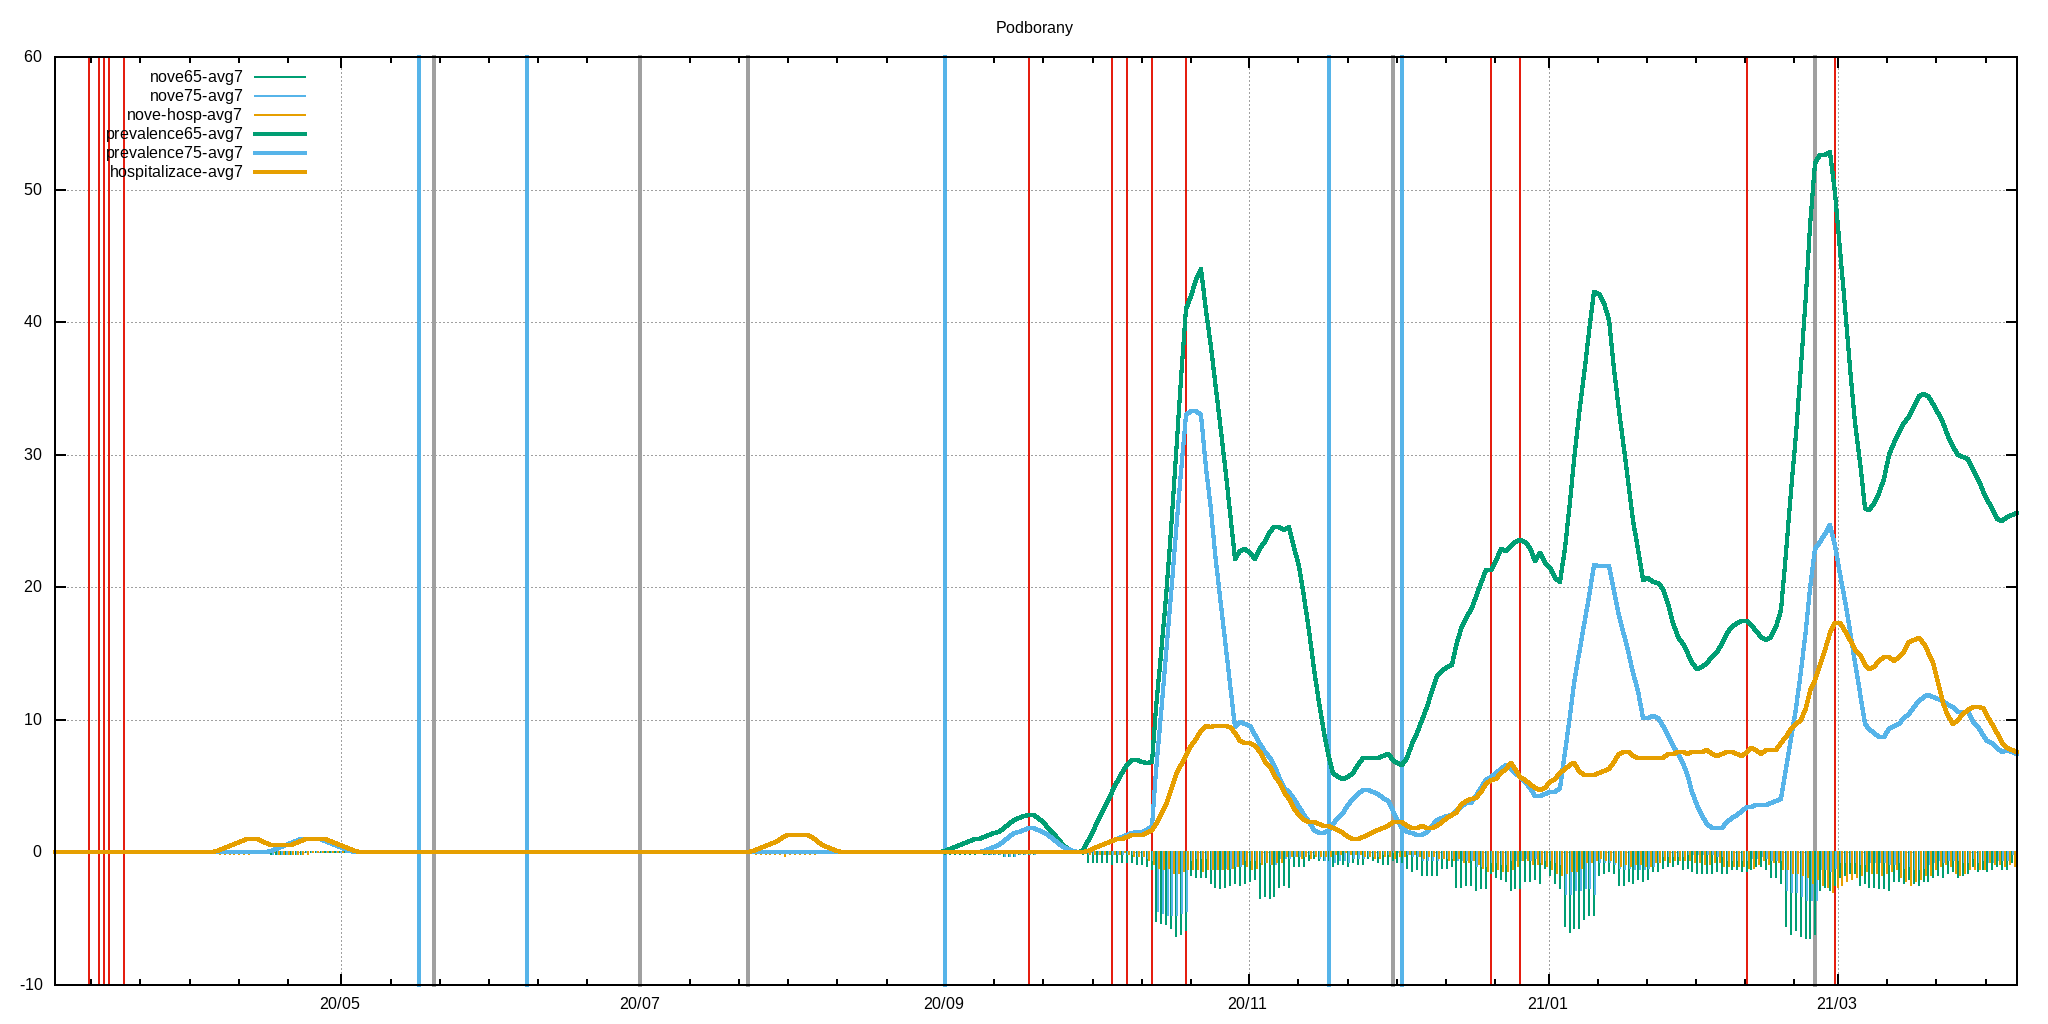 Podborany
60
50
40
30
20
10
0
-10
nove65-avg7
nove75-avg7
nove-hosp-avg7
prevalence65-avg7
prevalence75-avg7
hospitalizace-avg7
20/05 20/07 20/09 20/11 21/01 21/03